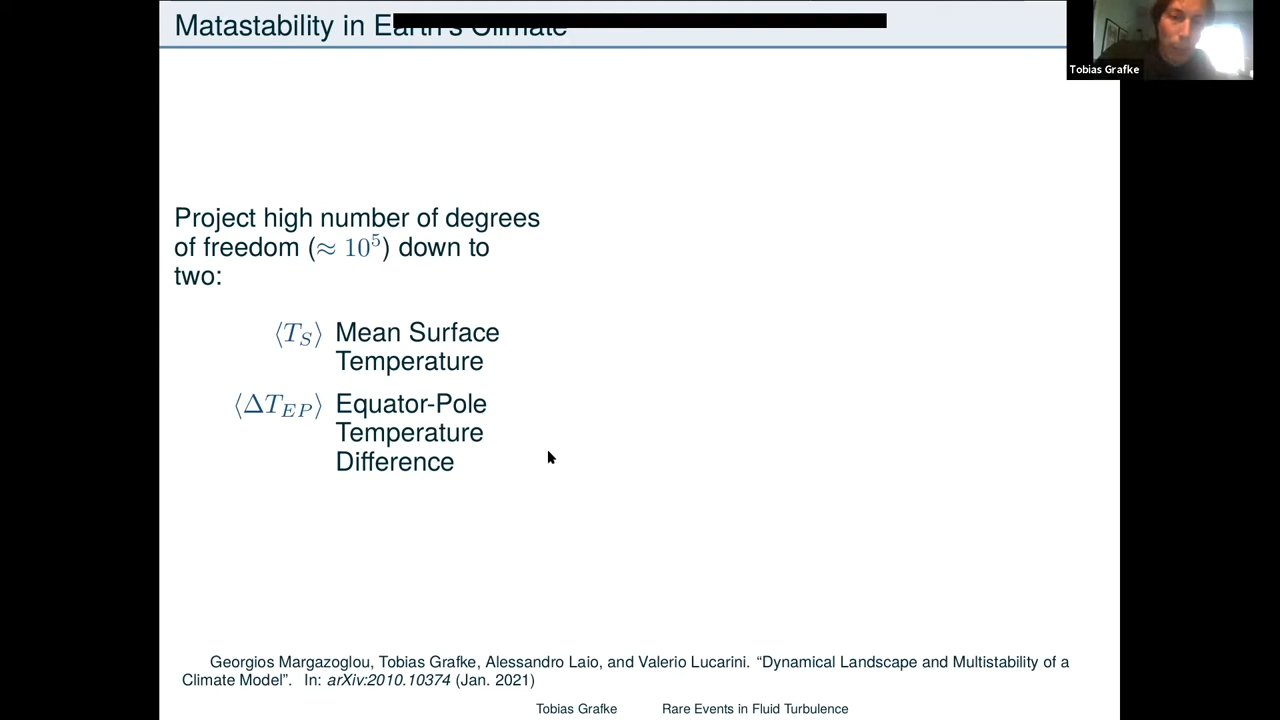 Matastability in Earth's Climate
Tobias Grafke
Project high number of degrees
of freedom (≈ 10⁵) down to
two:
⟨T_S⟩ Mean Surface
Temperature
⟨ΔT_EP⟩ Equator-Pole
Temperature
Difference
Georgios Margazoglou, Tobias Grafke, Alessandro Laio, and Valerio Lucarini. “Dynamical Landscape and Multistability of a
Climate Model”. In: arXiv:2010.10374 (Jan. 2021)
Tobias Grafke Rare Events in Fluid Turbulence